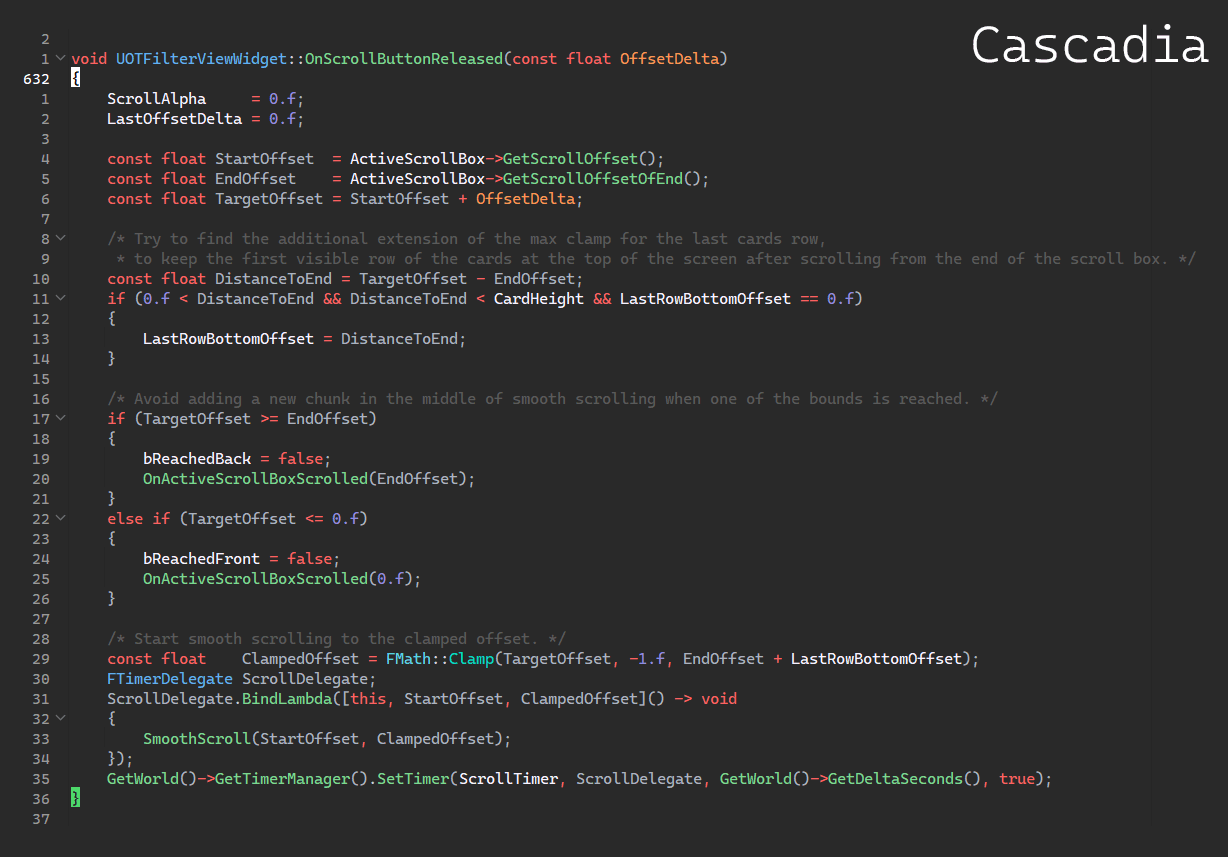 Cascadia
2
1 void UOTFilterViewWidget::OnScrollButtonReleased(const float OffsetDelta)
632 {
1     ScrollAlpha     = 0.f;
2     LastOffsetDelta = 0.f;
3
4     const float StartOffset  = ActiveScrollBox->GetScrollOffset();
5     const float EndOffset    = ActiveScrollBox->GetScrollOffsetOfEnd();
6     const float TargetOffset = StartOffset + OffsetDelta;
7
8     /* Try to find the additional extension of the max clamp for the last cards row,
9      * to keep the first visible row of the cards at the top of the screen after scrolling from the end of the scroll box. */
10     const float DistanceToEnd = TargetOffset - EndOffset;
11     if (0.f < DistanceToEnd && DistanceToEnd < CardHeight && LastRowBottomOffset == 0.f)
12     {
13         LastRowBottomOffset = DistanceToEnd;
14     }
15
16     /* Avoid adding a new chunk in the middle of smooth scrolling when one of the bounds is reached. */
17     if (TargetOffset >= EndOffset)
18     {
19         bReachedBack = false;
20         OnActiveScrollBoxScrolled(EndOffset);
21     }
22     else if (TargetOffset <= 0.f)
23     {
24         bReachedFront = false;
25         OnActiveScrollBoxScrolled(0.f);
26     }
27
28     /* Start smooth scrolling to the clamped offset. */
29     const float    ClampedOffset = FMath::Clamp(TargetOffset, -1.f, EndOffset + LastRowBottomOffset);
30     FTimerDelegate ScrollDelegate;
31     ScrollDelegate.BindLambda([this, StartOffset, ClampedOffset]() -> void
32     {
33         SmoothScroll(StartOffset, ClampedOffset);
34     });
35     GetWorld()->GetTimerManager().SetTimer(ScrollTimer, ScrollDelegate, GetWorld()->GetDeltaSeconds(), true);
36 }
37